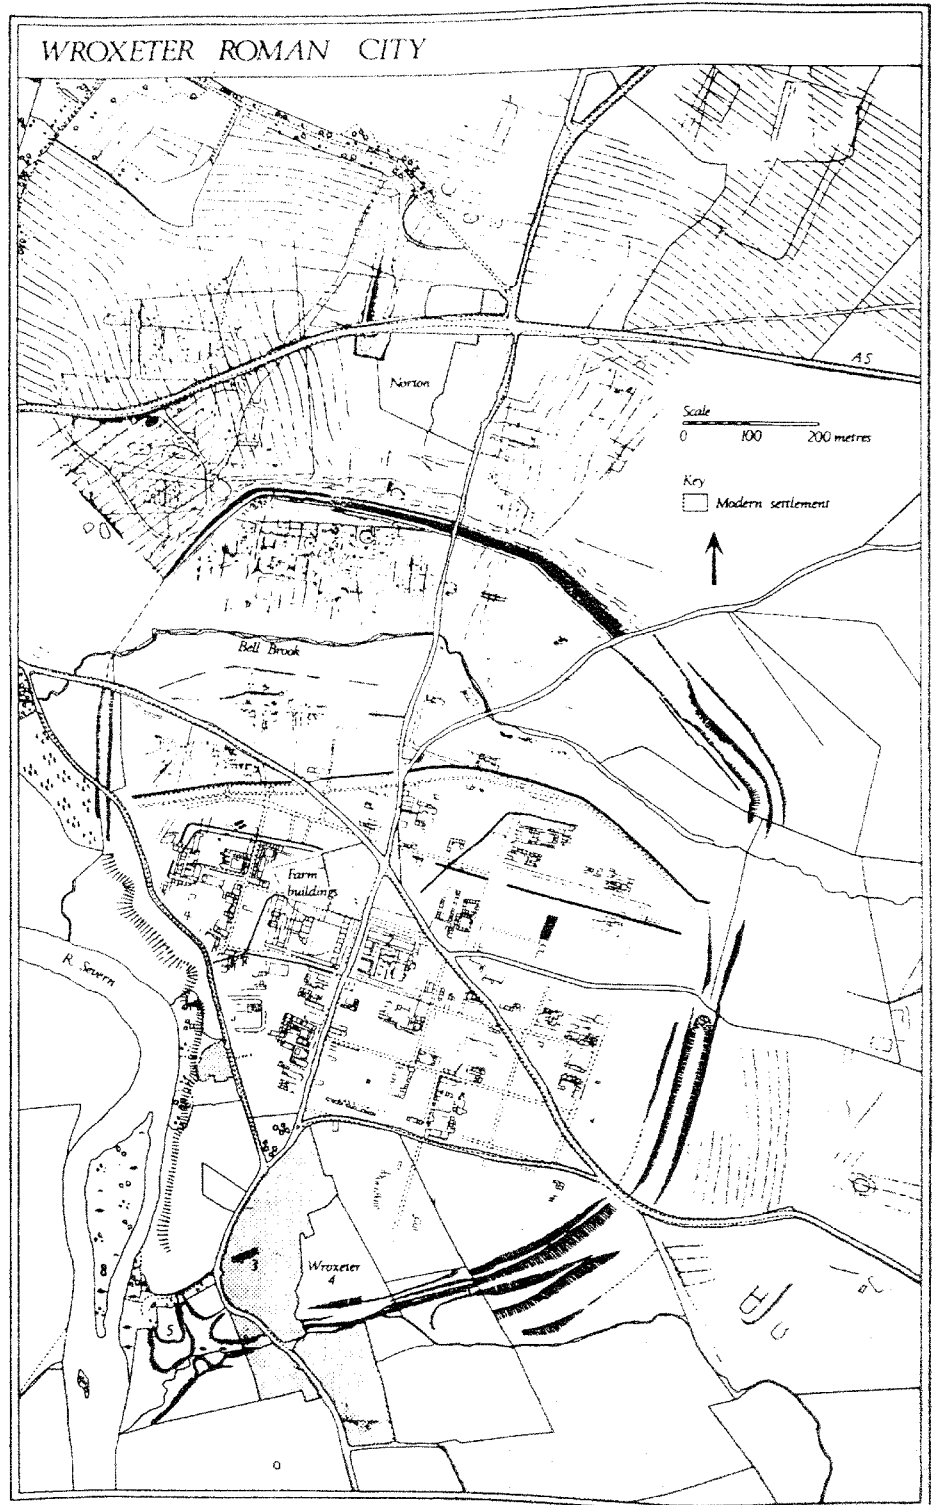 WROXETER ROMAN CITY
A5
Norton
Scale
0 100 200 metres
Key
Modern settlement
Bell Brook
Farm
buildings
4
R. Severn
3
Wroxeter
4
8
5